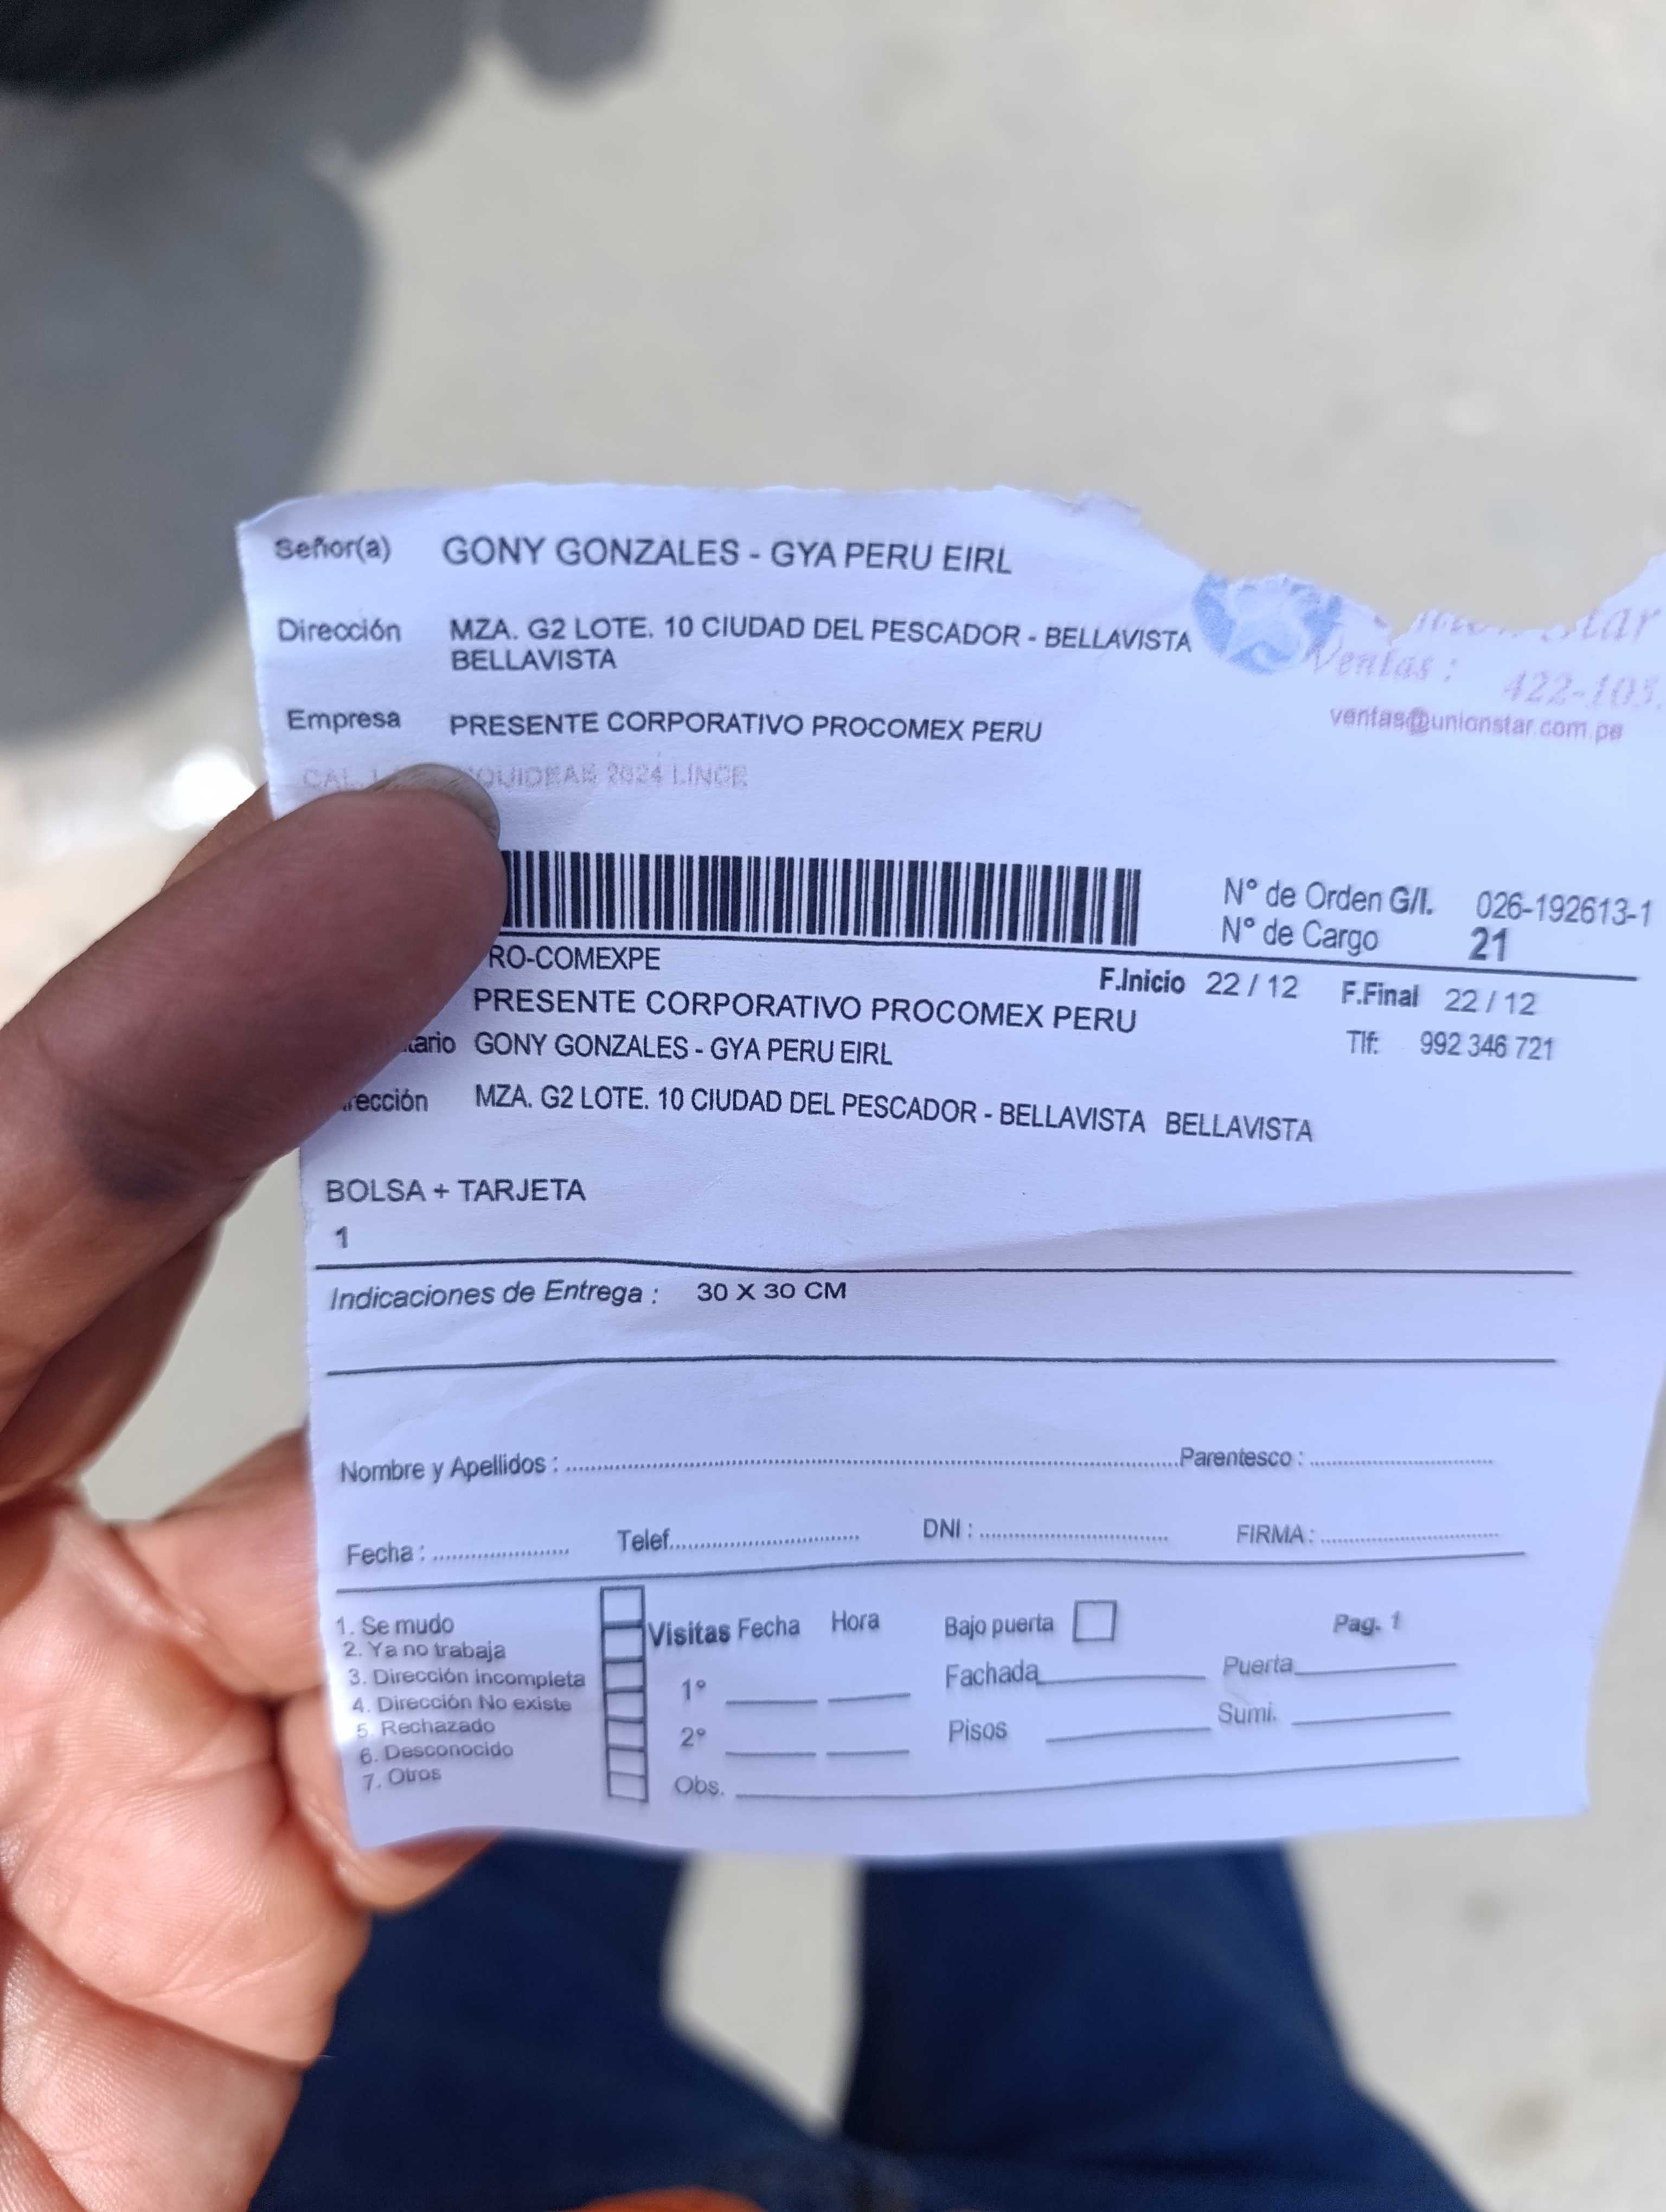 Señor(a) GONY GONZALES - GYA PERU EIRL
Dirección MZA. G2 LOTE. 10 CIUDAD DEL PESCADOR - BELLAVISTA
BELLAVISTA
Ventas: 422-103.
ventas@unionstar.com.pe
Empresa PRESENTE CORPORATIVO PROCOMEX PERU
CAL. QUIDEAS 2024 LINCE
N° de Orden G/I. 026-192613-1
N° de Cargo 21
RO-COMEXPE
F.Inicio 22 / 12 F.Final 22 / 12
PRESENTE CORPORATIVO PROCOMEX PERU
tario GONY GONZALES - GYA PERU EIRL Tlf: 992 346 721
rección MZA. G2 LOTE. 10 CIUDAD DEL PESCADOR - BELLAVISTA BELLAVISTA
BOLSA + TARJETA
1
Indicaciones de Entrega : 30 X 30 CM
Nombre y Apellidos : Parentesco :
Fecha : Telef. DNI : FIRMA :
1. Se mudo
2. Ya no trabaja
3. Dirección incompleta
4. Dirección No existe
5. Rechazado
6. Desconocido
7. Otros
Visitas Fecha Hora
1°
2°
Obs.
Bajo puerta
Fachada
Pisos
Pag. 1
Puerta
Sumi.